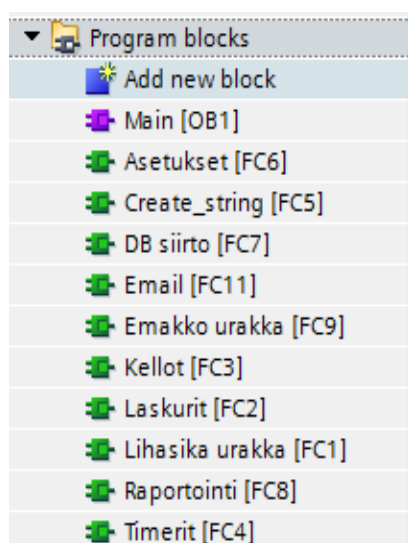 Program blocks
Add new block
Main [OB1]
Asetukset [FC6]
Create_string [FC5]
DB siirto [FC7]
Email [FC11]
Emakko urakka [FC9]
Kellot [FC3]
Laskurit [FC2]
Lihasika urakka [FC1]
Raportointi [FC8]
Timerit [FC4]